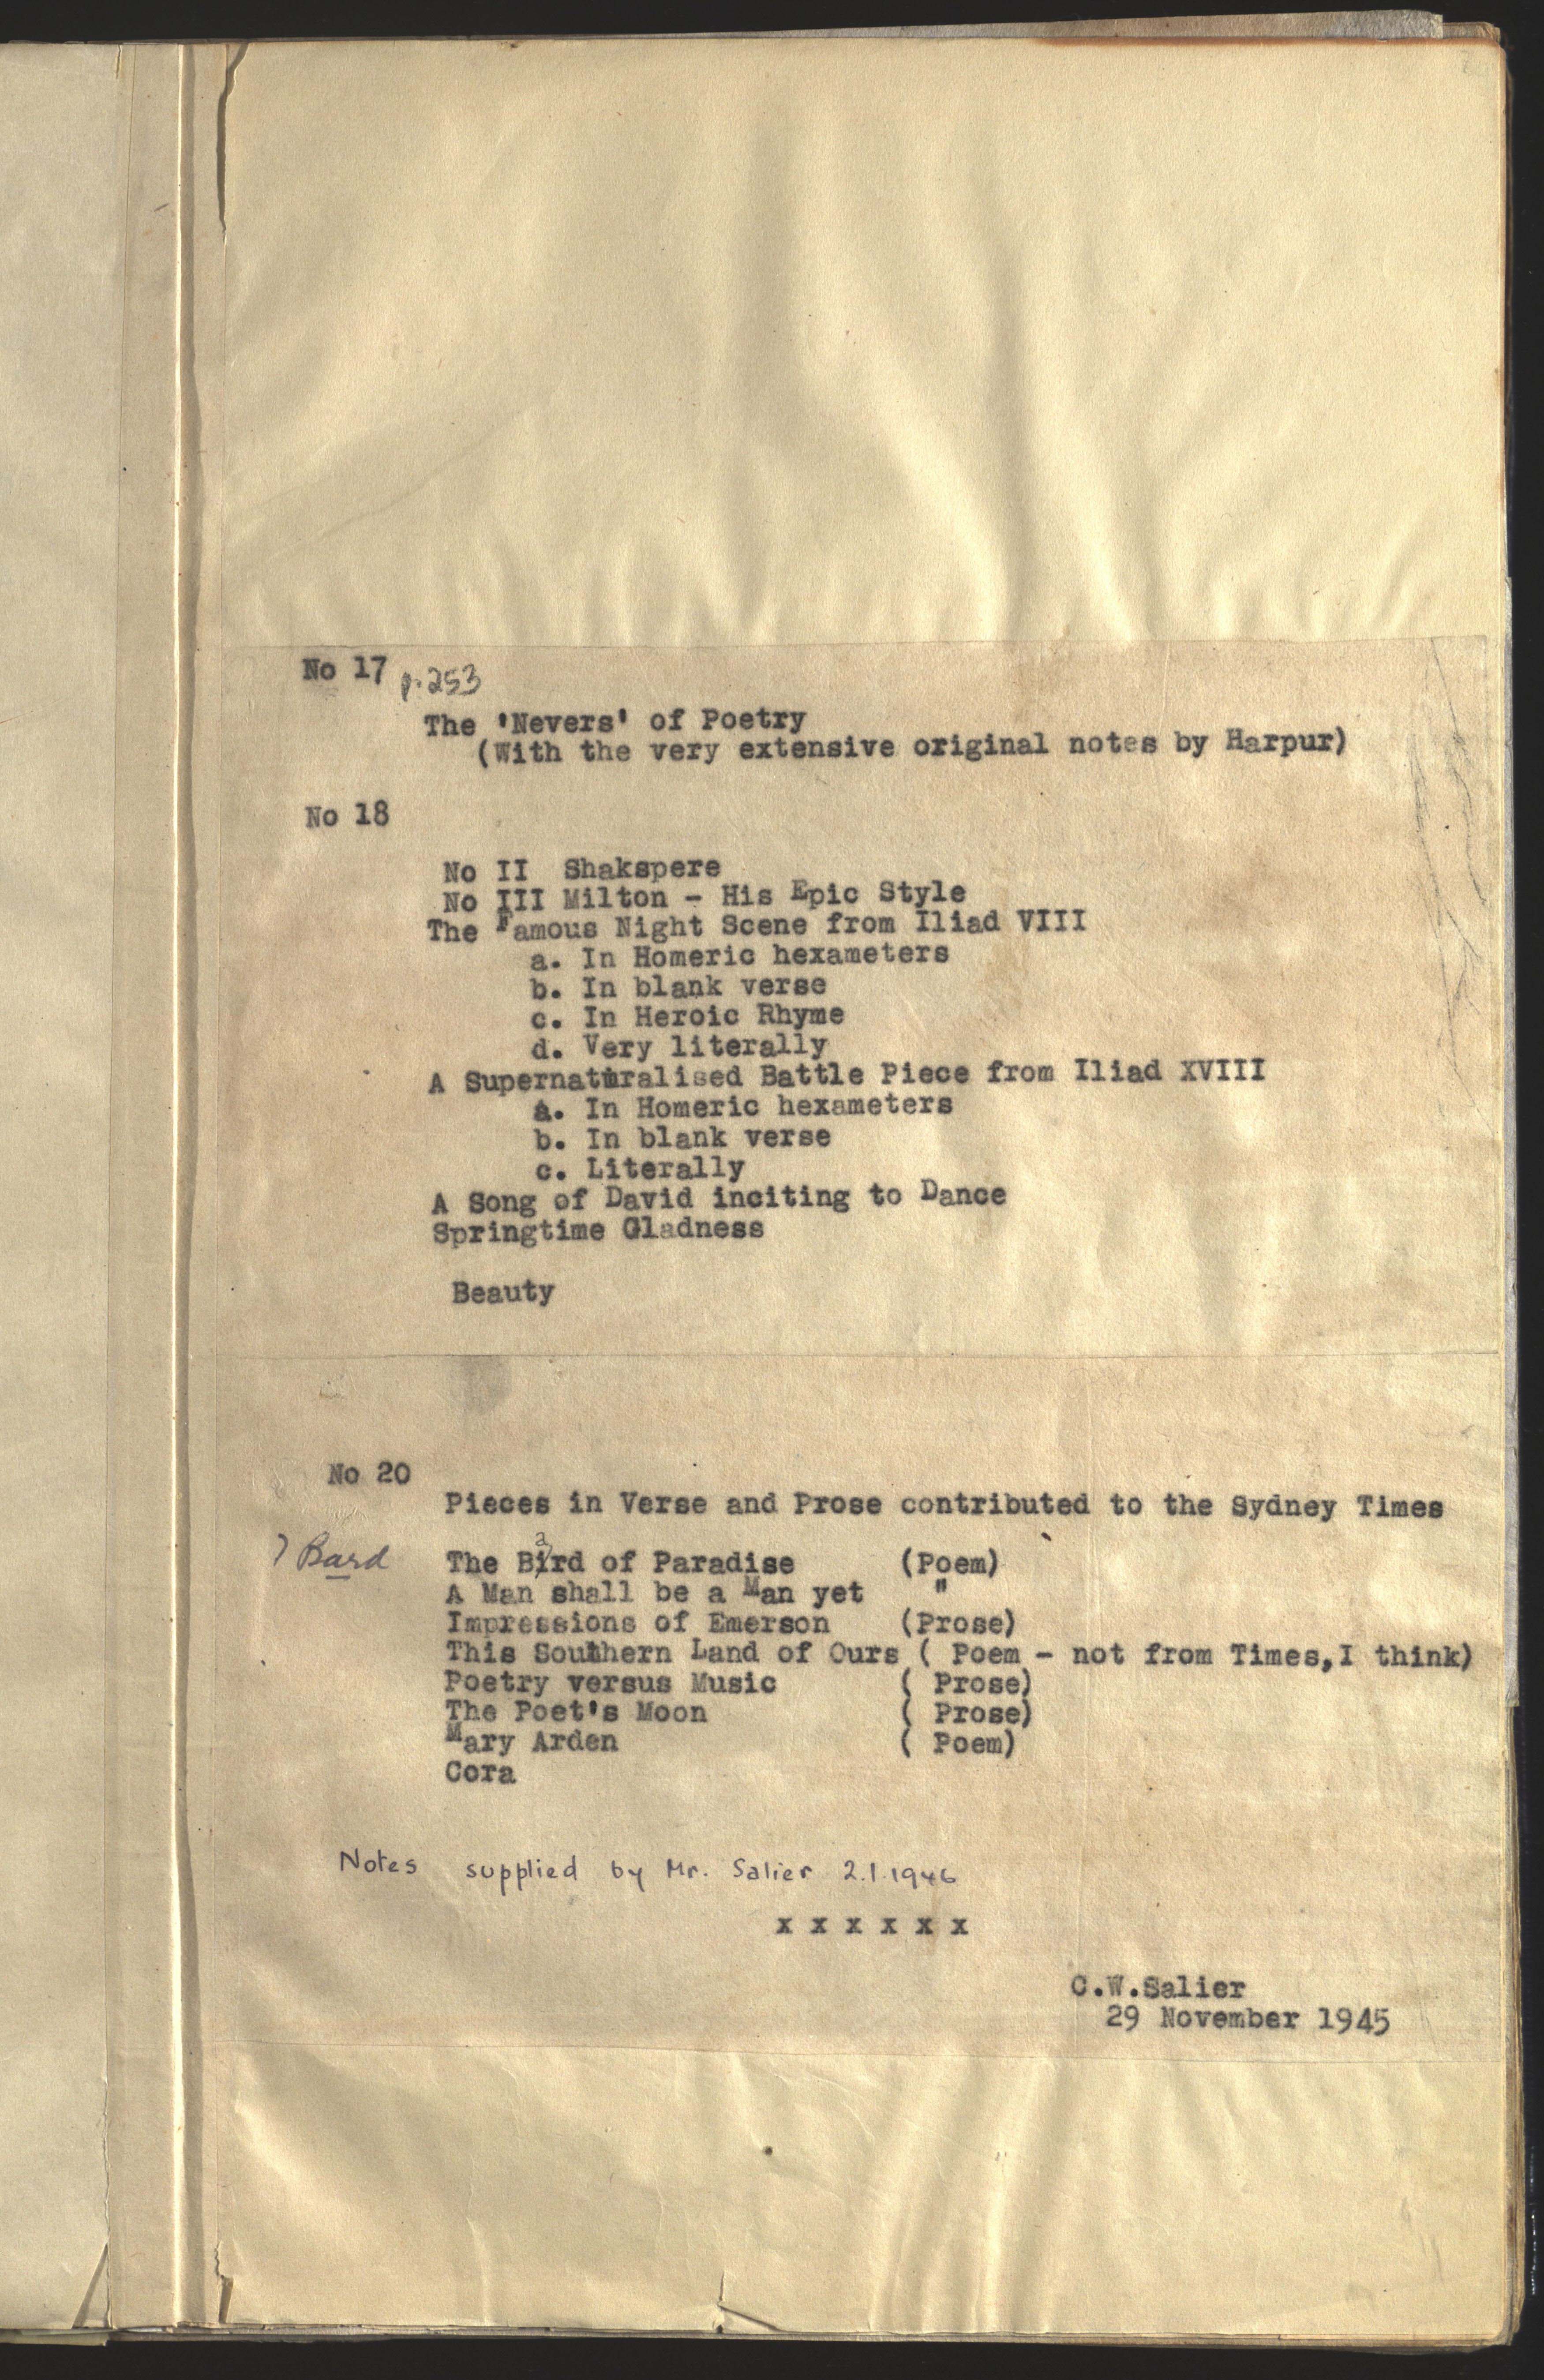 No 17 p.253
The 'Nevers' of Poetry
(With the very extensive original notes by Harpur)
No 18
No II Shakspere
No III Milton - His Epic Style
The Famous Night Scene from Iliad VIII
a. In Homeric hexameters
b. In blank verse
c. In Heroic Rhyme
d. Very literally
A Supernaturalised Battle Piece from Iliad XVIII
a. In Homeric hexameters
b. In blank verse
c. Literally
A Song of David inciting to Dance
Springtime Gladness
Beauty
No 20
Pieces in Verse and Prose contributed to the Sydney Times
? Bard The Bird of Paradise (Poem)
A Man shall be a Man yet "
Impressions of Emerson (Prose)
This Southern Land of Ours ( Poem - not from Times,I think)
Poetry versus Music ( Prose)
The Poet's Moon ( Prose)
Mary Arden ( Poem)
Cora
Notes supplied by Mr. Salier 2.1.1946
x x x x x x
C.W.Salier
29 November 1945